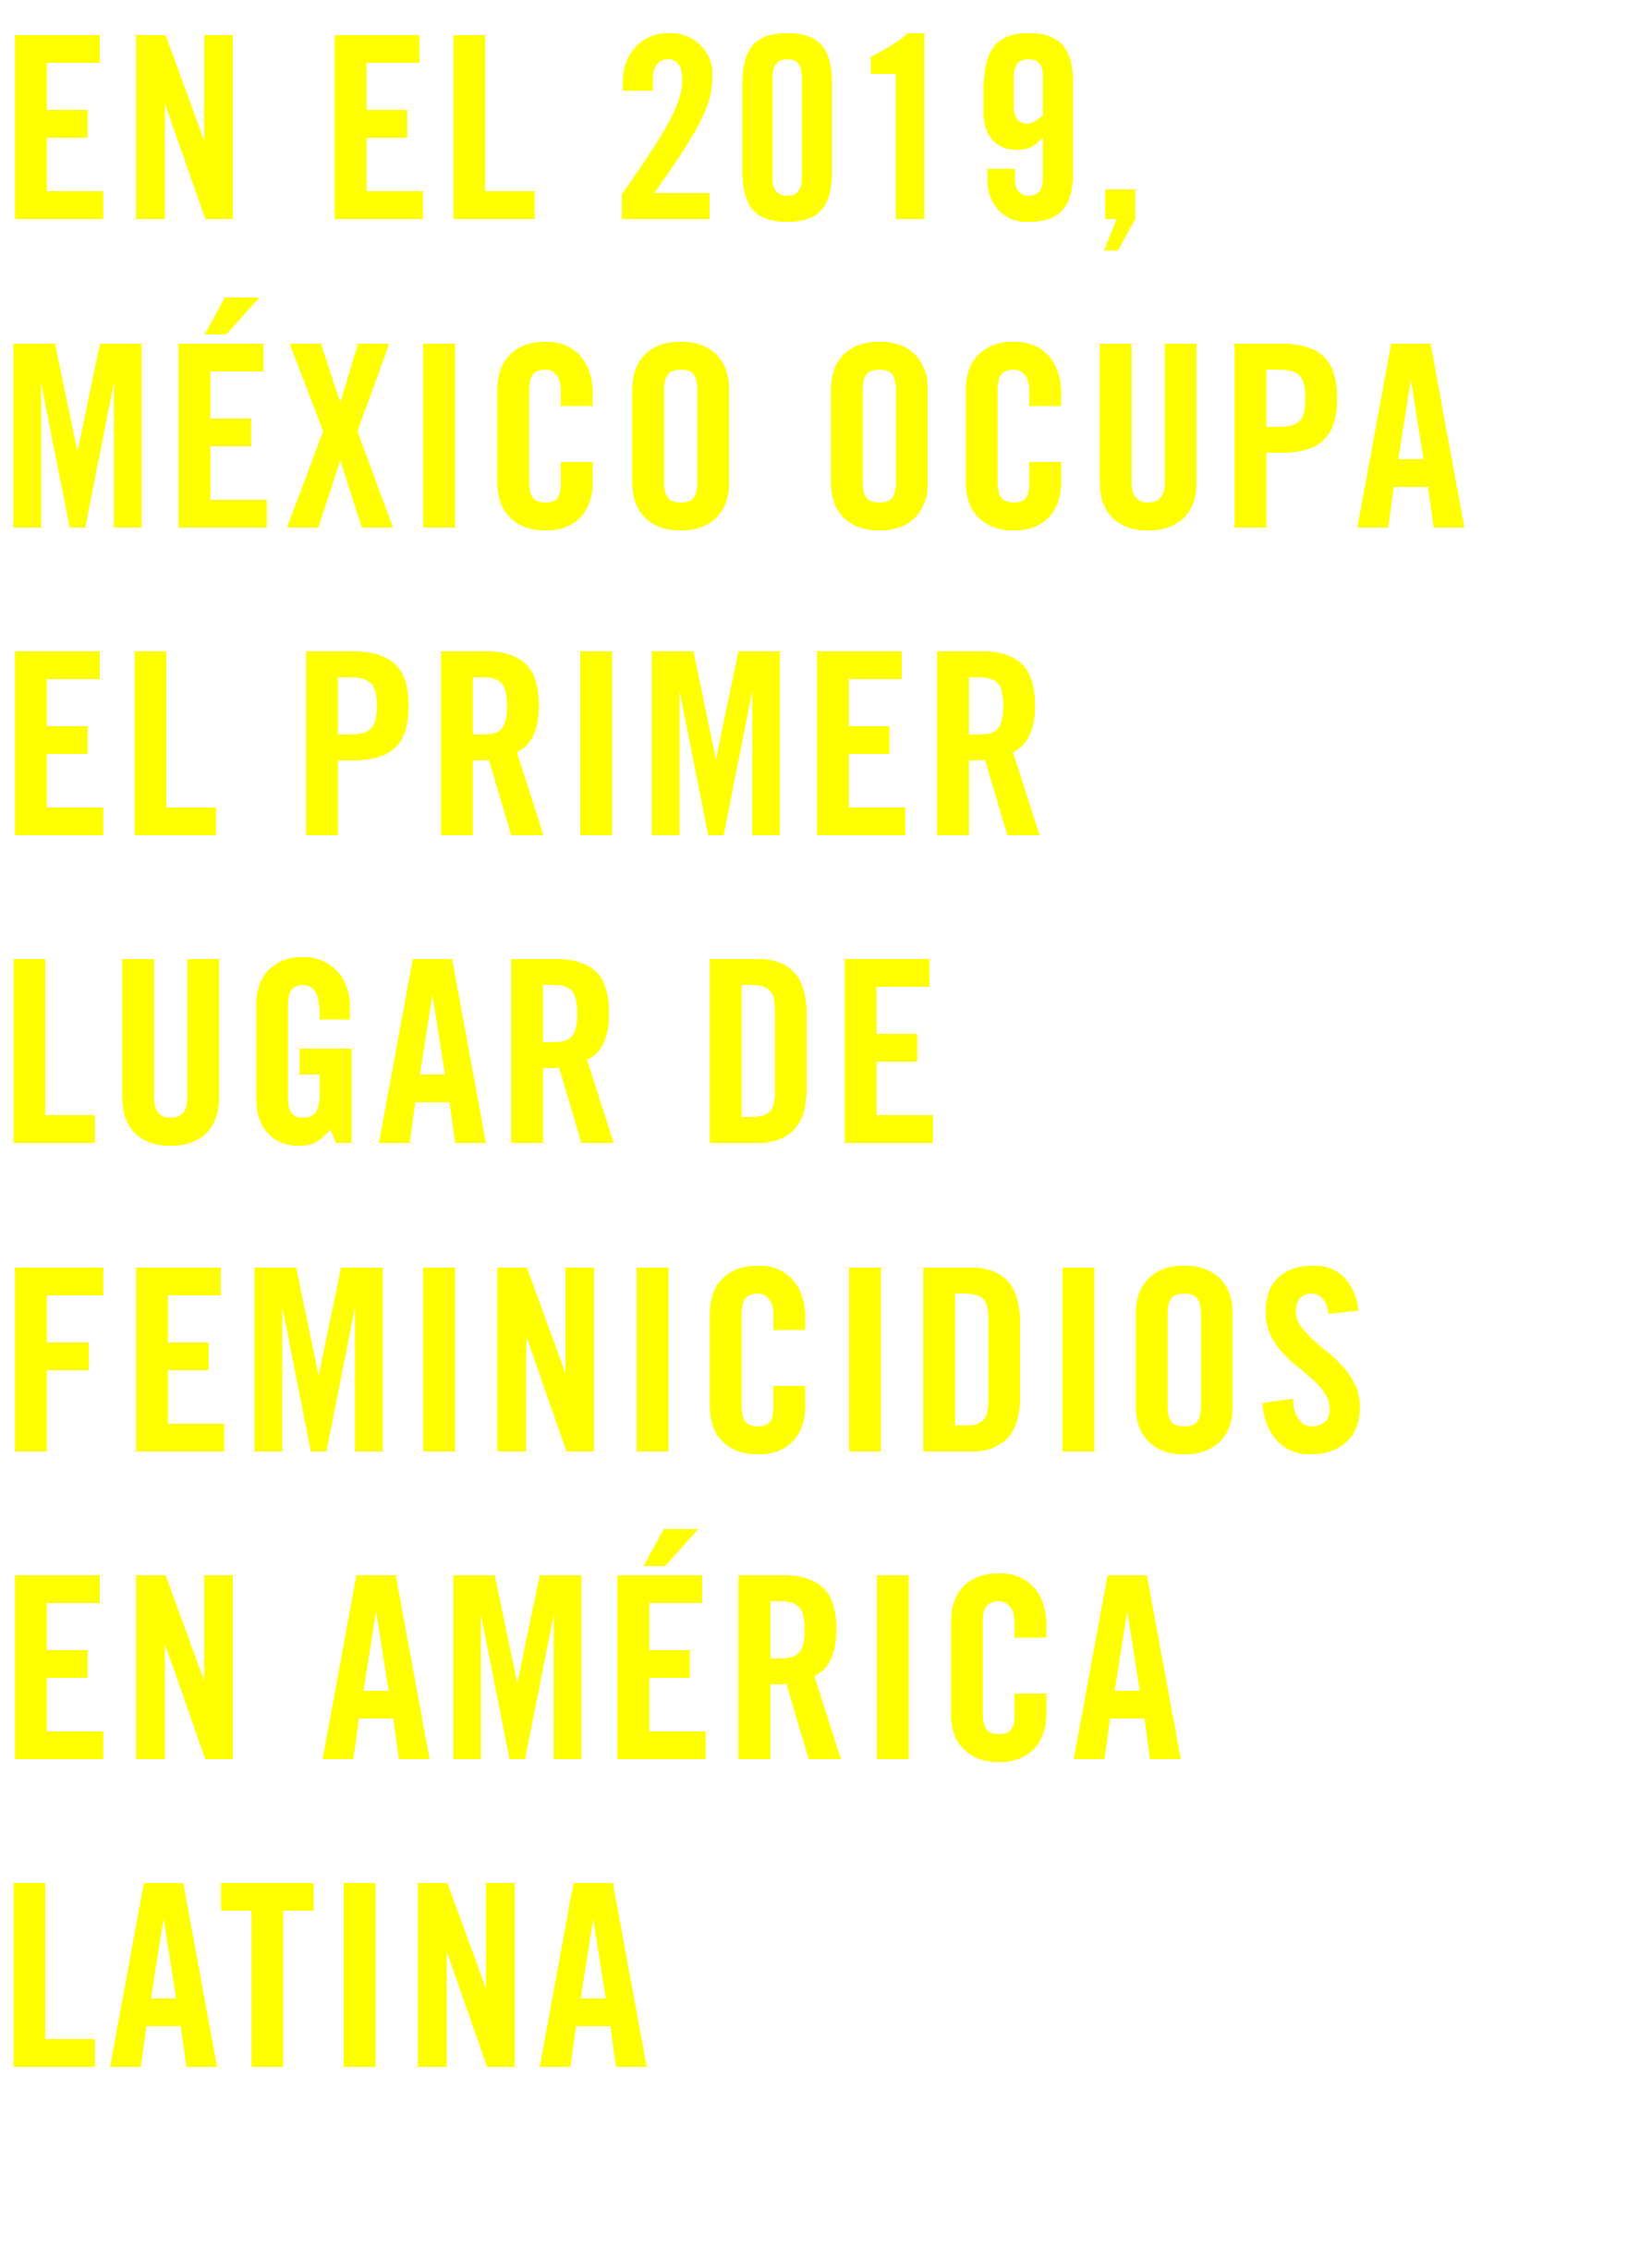 EN EL 2019,
MÉXICO OCUPA
EL PRIMER
LUGAR DE
FEMINICIDIOS
EN AMÉRICA
LATINA